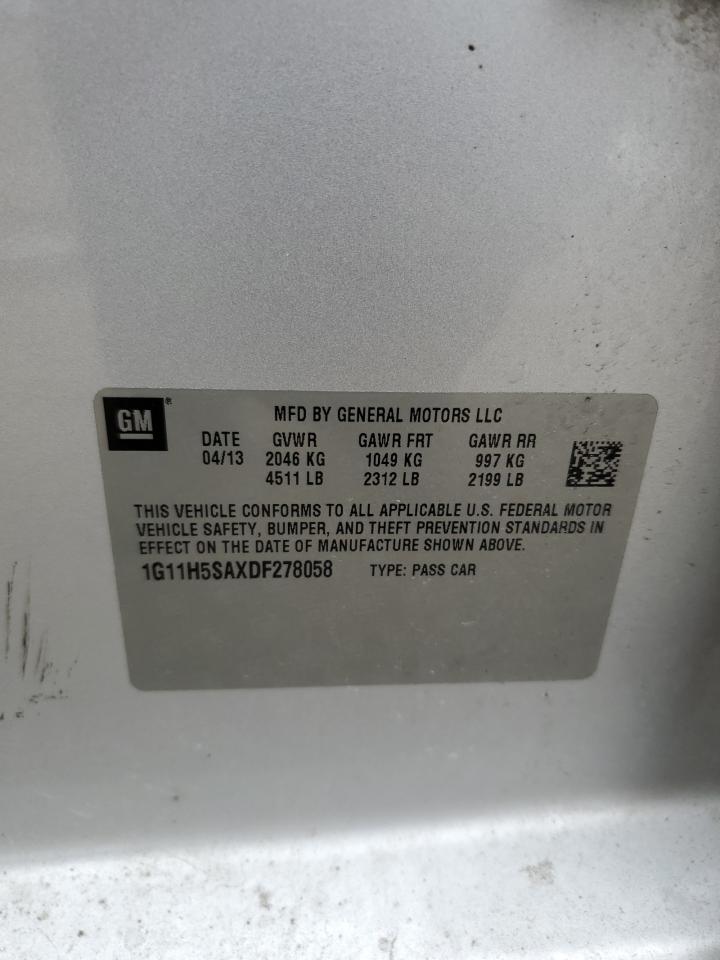 GM®
MFD BY GENERAL MOTORS LLC
DATE GVWR GAWR FRT GAWR RR
04/13 2046 KG 1049 KG 997 KG
4511 LB 2312 LB 2199 LB
THIS VEHICLE CONFORMS TO ALL APPLICABLE U.S. FEDERAL MOTOR
VEHICLE SAFETY, BUMPER, AND THEFT PREVENTION STANDARDS IN
EFFECT ON THE DATE OF MANUFACTURE SHOWN ABOVE.
1G11H5SAXDF278058 TYPE: PASS CAR